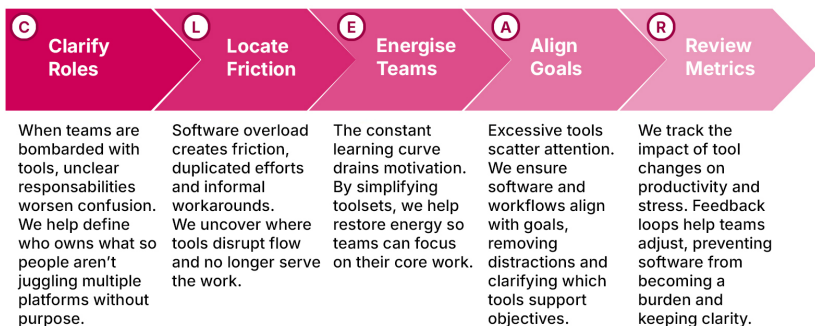 C
Clarify
Roles
L
Locate
Friction
E
Energise
Teams
A
Align
Goals
R
Review
Metrics
When teams are
bombarded with
tools, unclear
responsabilities
worsen confusion.
We help define
who owns what so
people aren’t
juggling multiple
platforms without
purpose.
Software overload
creates friction,
duplicated efforts
and informal
workarounds.
We uncover where
tools disrupt flow
and no longer serve
the work.
The constant
learning curve
drains motivation.
By simplifying
toolsets, we help
restore energy so
teams can focus
on their core work.
Excessive tools
scatter attention.
We ensure
software and
workflows align
with goals,
removing
distractions and
clarifying which
tools support
objectives.
We track the
impact of tool
changes on
productivity and
stress. Feedback
loops help teams
adjust, preventing
software from
becoming a
burden and
keeping clarity.